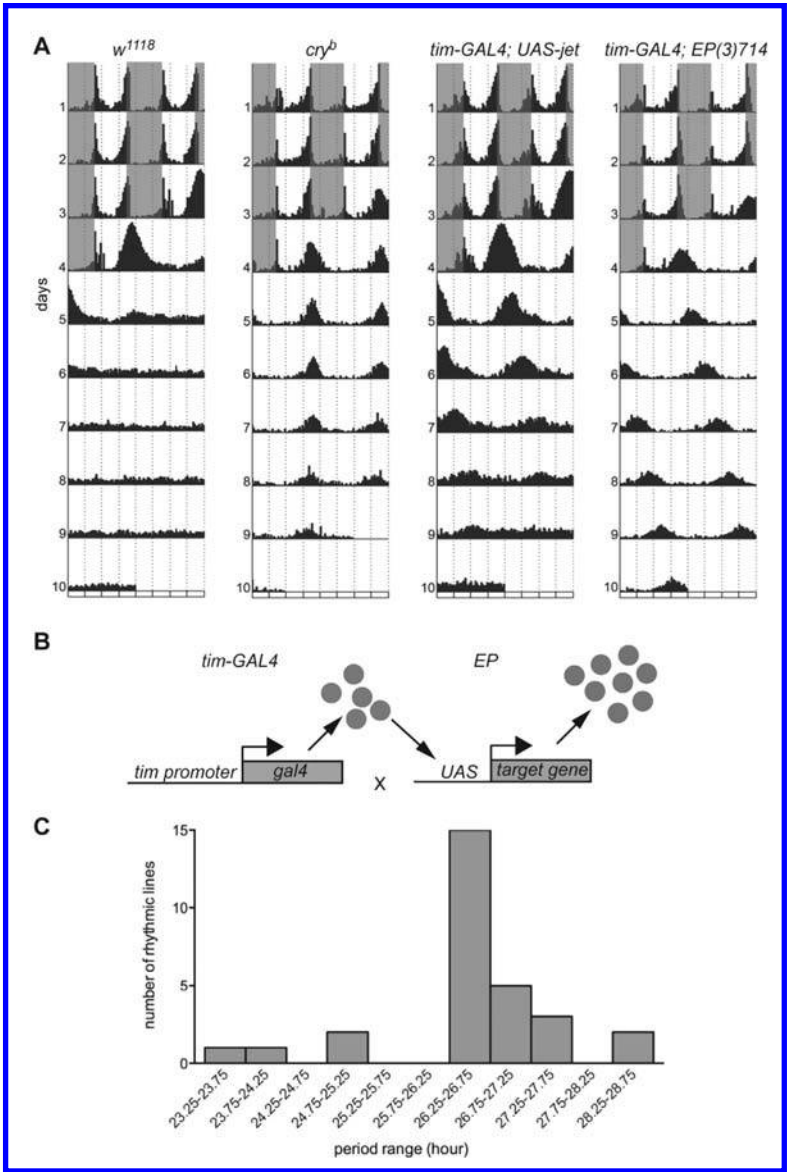 A
w1118 cryb tim-GAL4; UAS-jet tim-GAL4; EP(3)714
days
1 1 1 1
2 2 2 2
3 3 3 3
4 4 4 4
5 5 5 5
6 6 6 6
7 7 7 7
8 8 8 8
9 9 9 9
10 10 10 10
B
tim-GAL4 EP
tim promoter gal4 X UAS target gene
C
number of rhythmic lines
15
10
5
0
23.25-23.75 23.75-24.25 24.25-24.75 24.75-25.25 25.25-25.75 25.75-26.25 26.25-26.75 26.75-27.25 27.25-27.75 27.75-28.25 28.25-28.75
period range (hour)